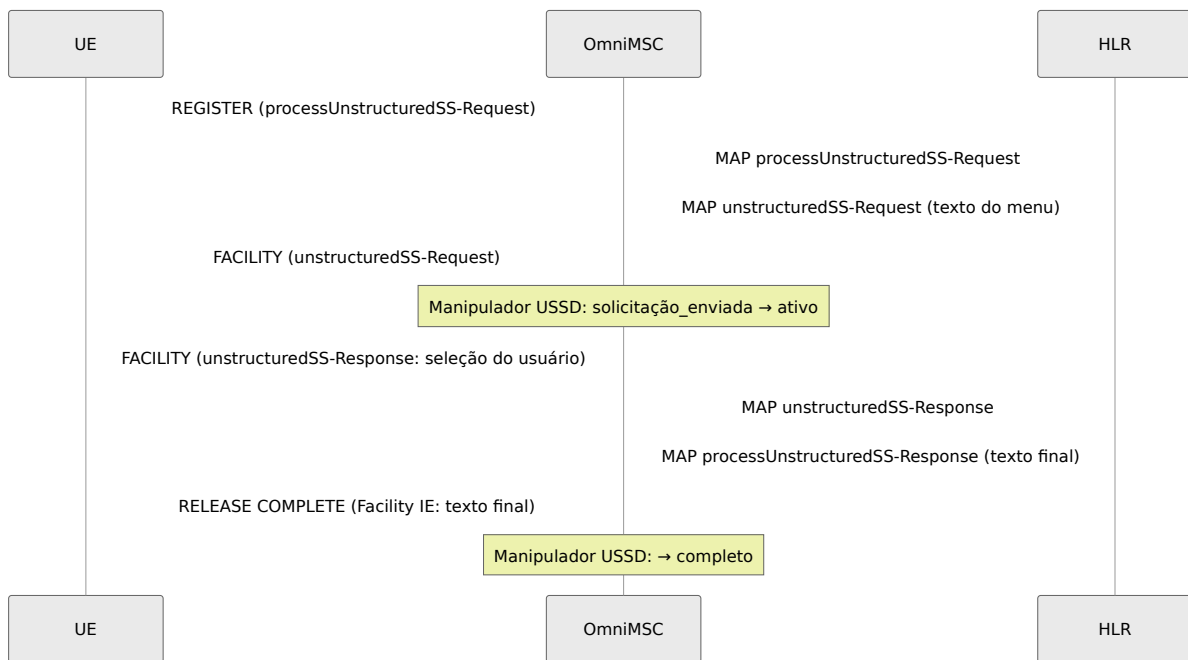 UE
OmniMSC
HLR
REGISTER (processUnstructuredSS-Request)
MAP processUnstructuredSS-Request
MAP unstructuredSS-Request (texto do menu)
FACILITY (unstructuredSS-Request)
Manipulador USSD: solicitação_enviada → ativo
FACILITY (unstructuredSS-Response: seleção do usuário)
MAP unstructuredSS-Response
MAP processUnstructuredSS-Response (texto final)
RELEASE COMPLETE (Facility IE: texto final)
Manipulador USSD: → completo
UE
OmniMSC
HLR